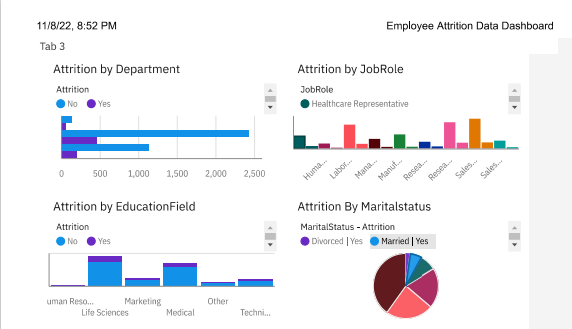 11/8/22, 8:52 PM Employee Attrition Data Dashboard
Tab 3
Attrition by Department
Attrition
No Yes
0 500 1,000 1,500 2,000 2,500
Attrition by JobRole
JobRole
Healthcare Representative
Huma... Labor... Mana... Manuf... Resea... Resea... Sales... Sales...
Attrition by EducationField
Attrition
No Yes
uman Reso... Marketing Other
Life Sciences Medical Techni...
Attrition By Maritalstatus
MaritalStatus - Attrition
Divorced | Yes Married | Yes